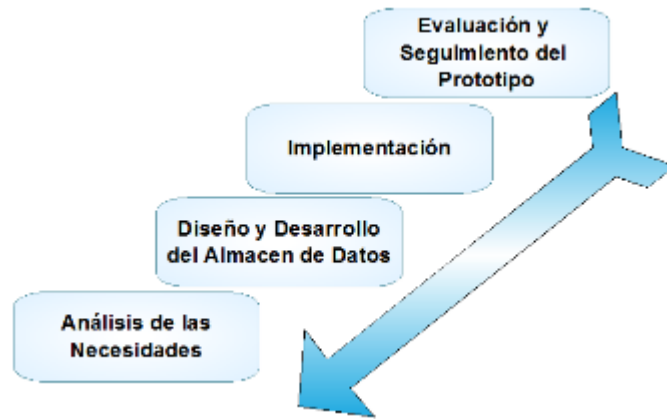 Evaluación y
Seguimiento del
Prototipo
Implementación
Diseño y Desarrollo
del Almacen de Datos
Análisis de las
Necesidades